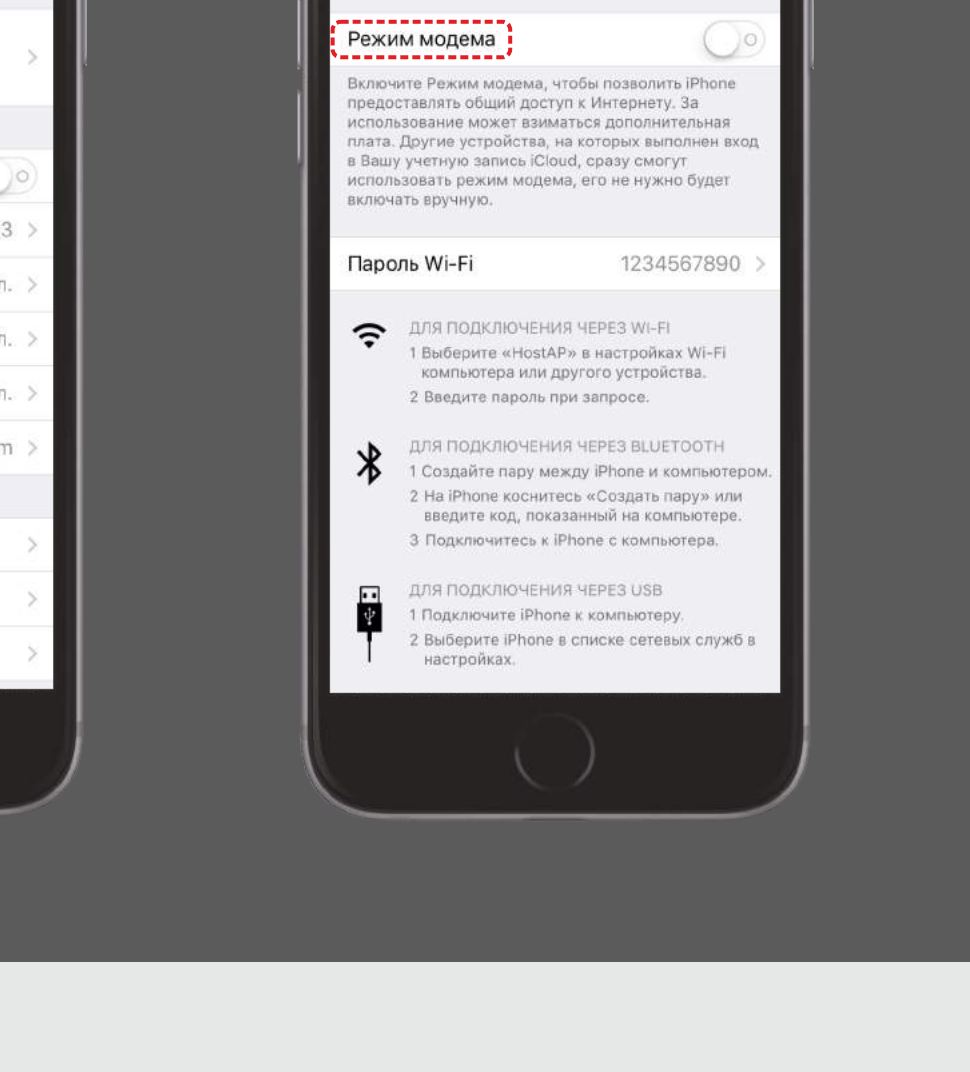 З
л.
л.
л.
m
Режим модема
Включите Режим модема, чтобы позволить iPhone
предоставлять общий доступ к Интернету. За
использование может взиматься дополнительная
плата. Другие устройства, на которых выполнен вход
в Вашу учетную запись iCloud, сразу смогут
использовать режим модема, его не нужно будет
включать вручную.
Пароль Wi-Fi 1234567890
ДЛЯ ПОДКЛЮЧЕНИЯ ЧЕРЕЗ WI-FI
1 Выберите «HostAP» в настройках Wi-Fi
компьютера или другого устройства.
2 Введите пароль при запросе.
ДЛЯ ПОДКЛЮЧЕНИЯ ЧЕРЕЗ BLUETOOTH
1 Создайте пару между iPhone и компьютером.
2 На iPhone коснитесь «Создать пару» или
введите код, показанный на компьютере.
3 Подключитесь к iPhone с компьютера.
ДЛЯ ПОДКЛЮЧЕНИЯ ЧЕРЕЗ USB
1 Подключите iPhone к компьютеру.
2 Выберите iPhone в списке сетевых служб в
настройках.